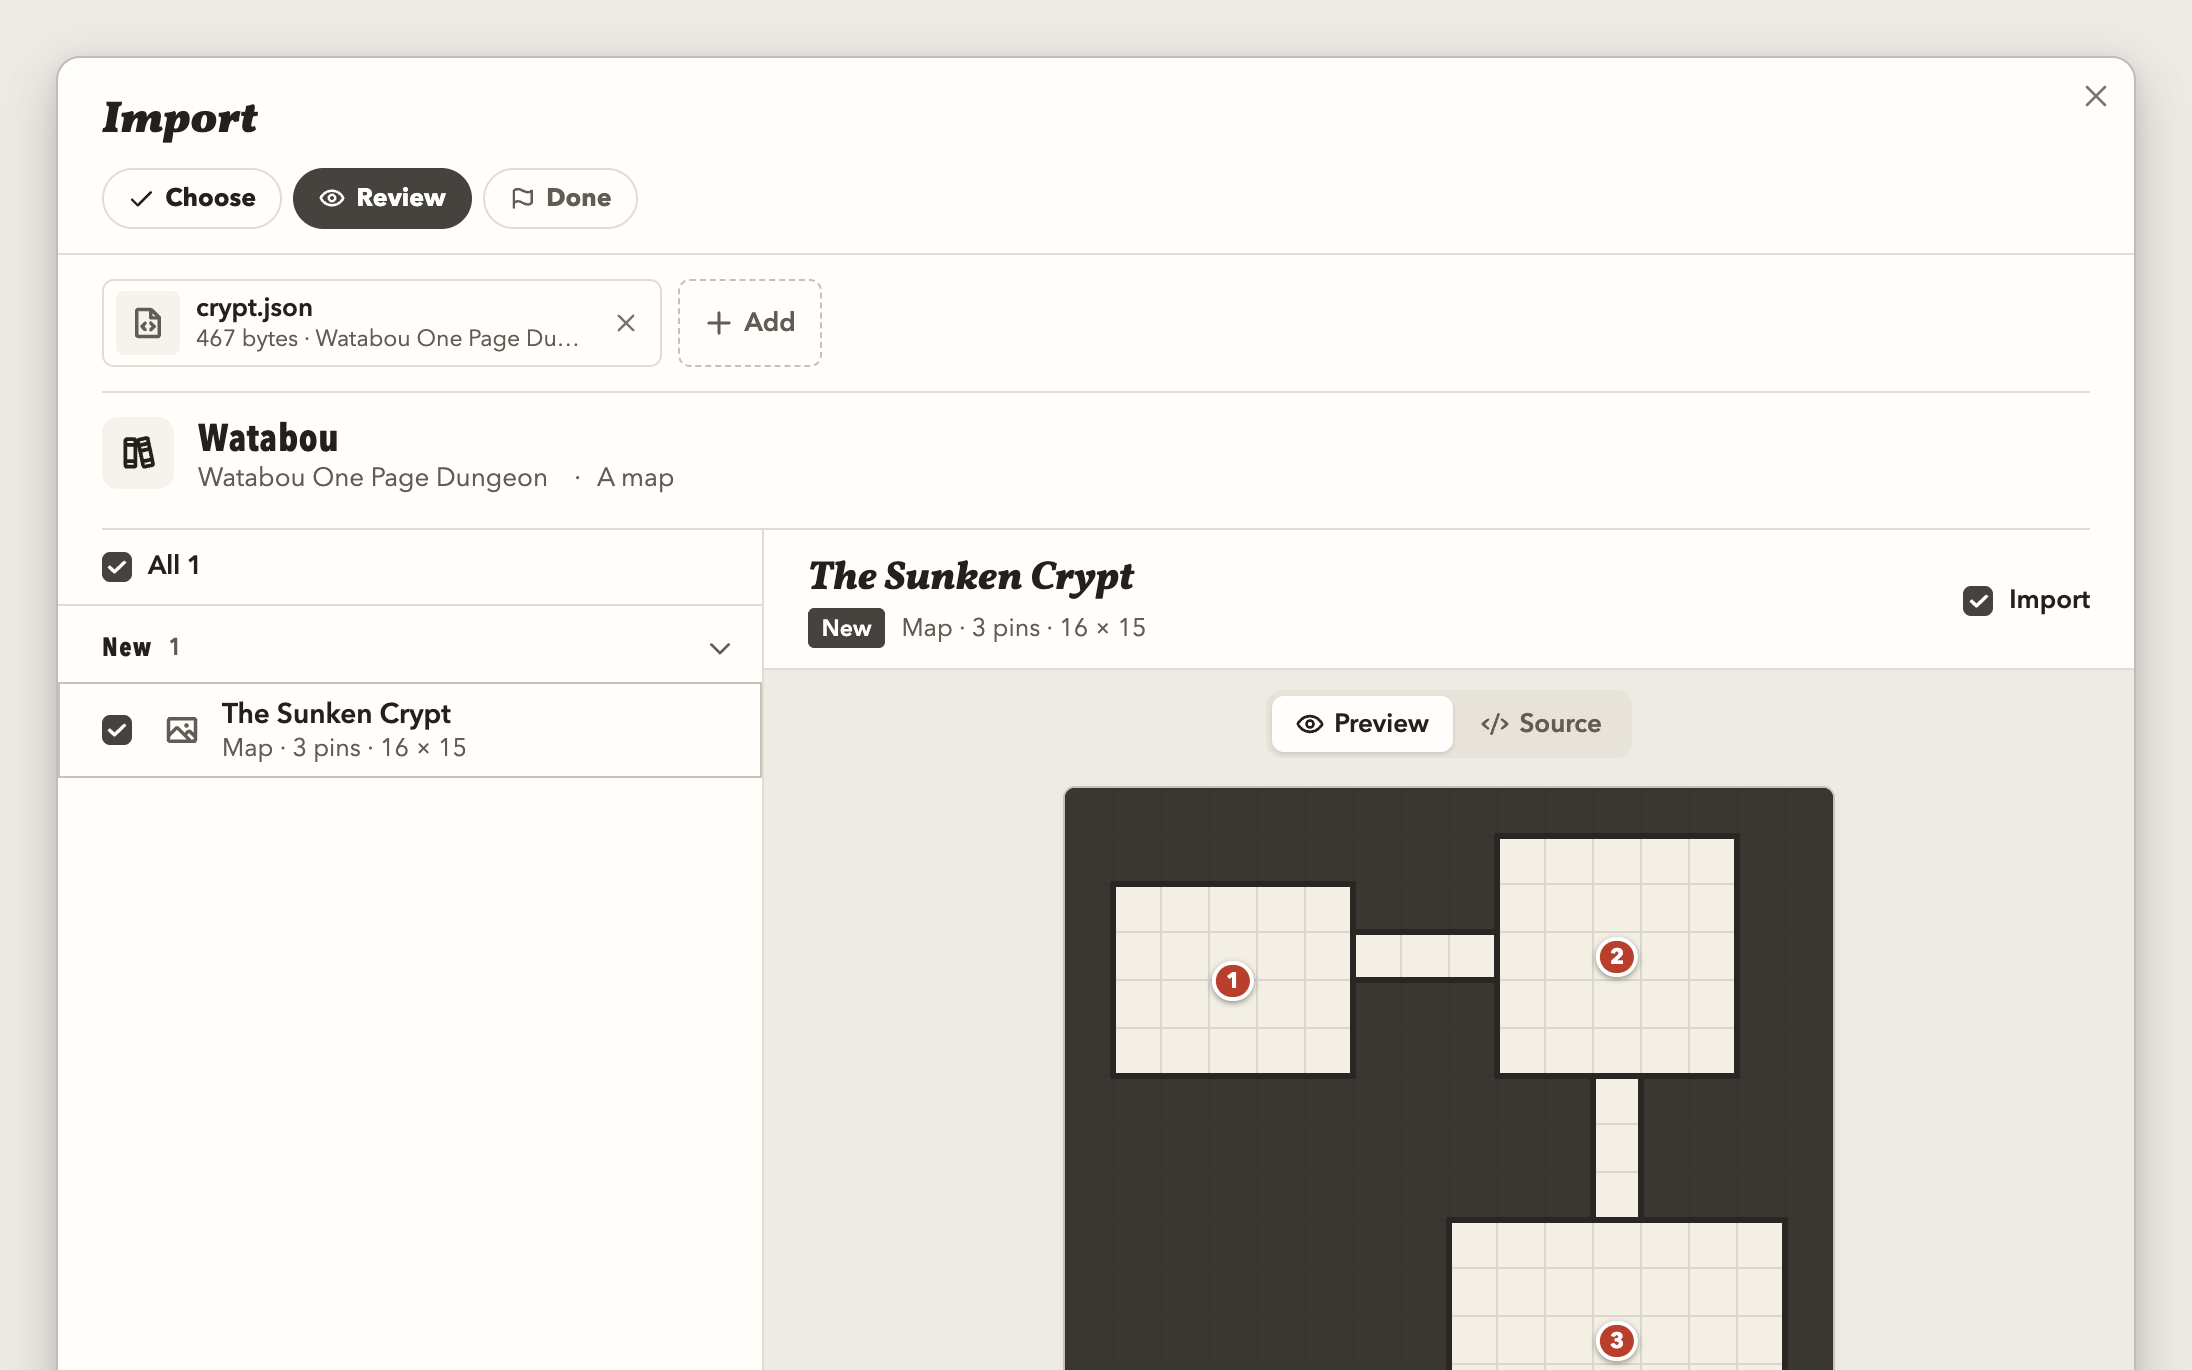 Import
Choose
Review
Done
crypt.json
467 bytes · Watabou One Page Du…
Add
Watabou
Watabou One Page Dungeon · A map
All 1
New 1
The Sunken Crypt
Map · 3 pins · 16 × 15
The Sunken Crypt
New Map · 3 pins · 16 × 15
Import
Preview
Source
1
2
3